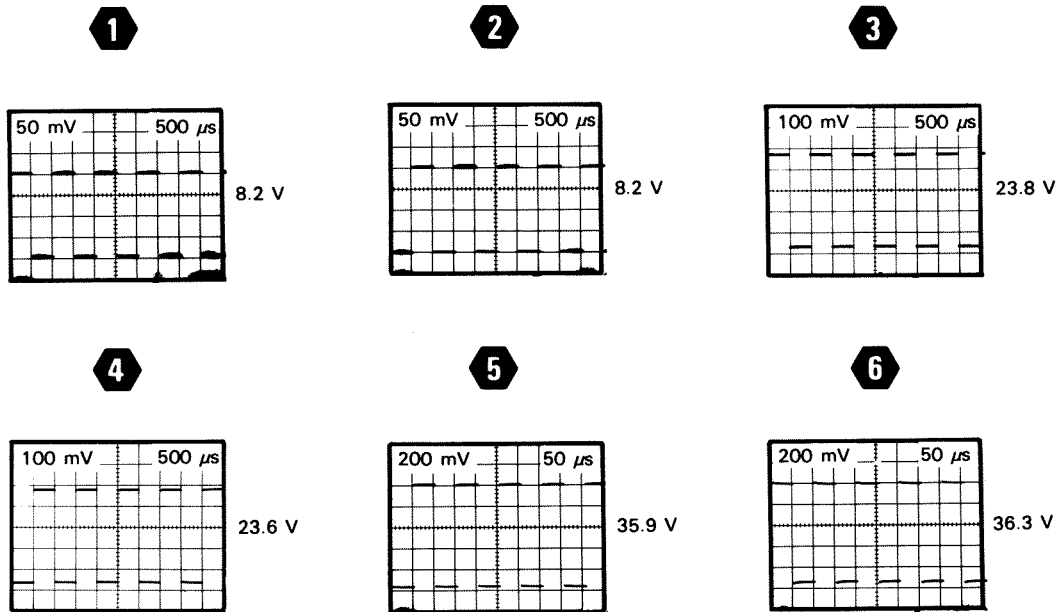 1
2
3
50 mV 500 µs
8.2 V
50 mV 500 µs
8.2 V
100 mV 500 µs
23.8 V
4
5
6
100 mV 500 µs
23.6 V
200 mV 50 µs
35.9 V
200 mV 50 µs
36.3 V